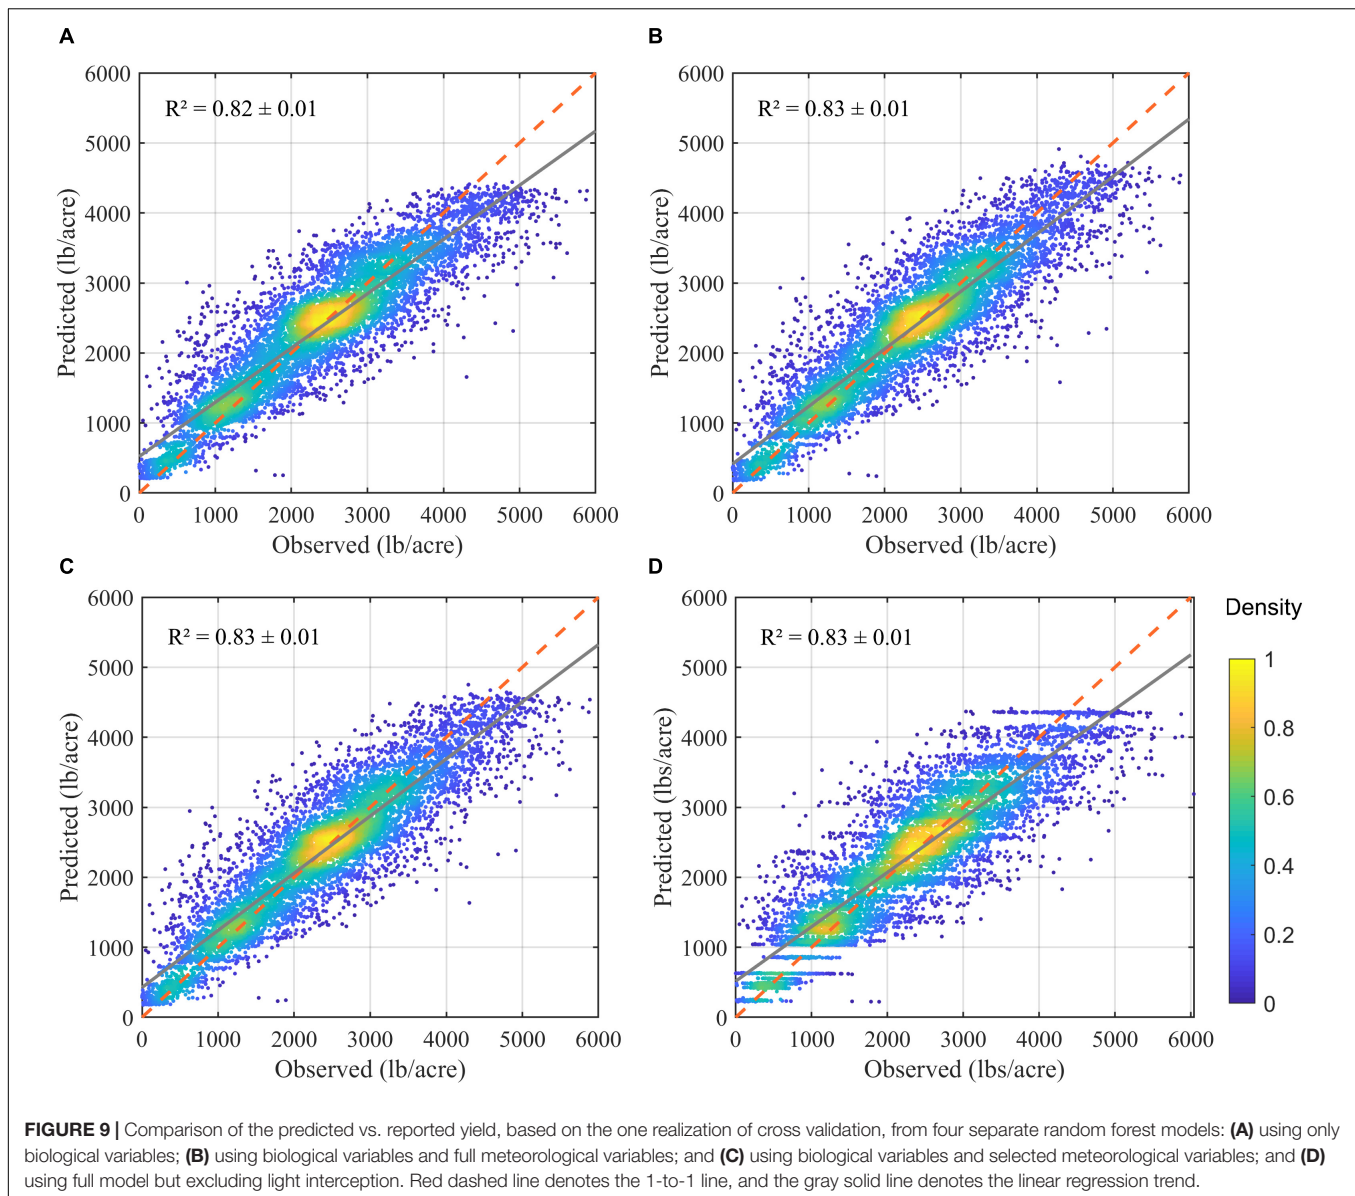 A
6000
5000
4000
3000
2000
1000
0
R² = 0.82 ± 0.01
Predicted (lb/acre)
0 1000 2000 3000 4000 5000 6000
Observed (lb/acre)
B
6000
5000
4000
3000
2000
1000
0
R² = 0.83 ± 0.01
Predicted (lb/acre)
0 1000 2000 3000 4000 5000 6000
Observed (lb/acre)
C
6000
5000
4000
3000
2000
1000
0
R² = 0.83 ± 0.01
Predicted (lb/acre)
0 1000 2000 3000 4000 5000 6000
Observed (lb/acre)
D
6000
5000
4000
3000
2000
1000
0
R² = 0.83 ± 0.01
Predicted (lbs/acre)
0 1000 2000 3000 4000 5000 6000
Observed (lbs/acre)
Density
1
0.8
0.6
0.4
0.2
0
FIGURE 9 | Comparison of the predicted vs. reported yield, based on the one realization of cross validation, from four separate random forest models: (A) using only
biological variables; (B) using biological variables and full meteorological variables; and (C) using biological variables and selected meteorological variables; and (D)
using full model but excluding light interception. Red dashed line denotes the 1-to-1 line, and the gray solid line denotes the linear regression trend.